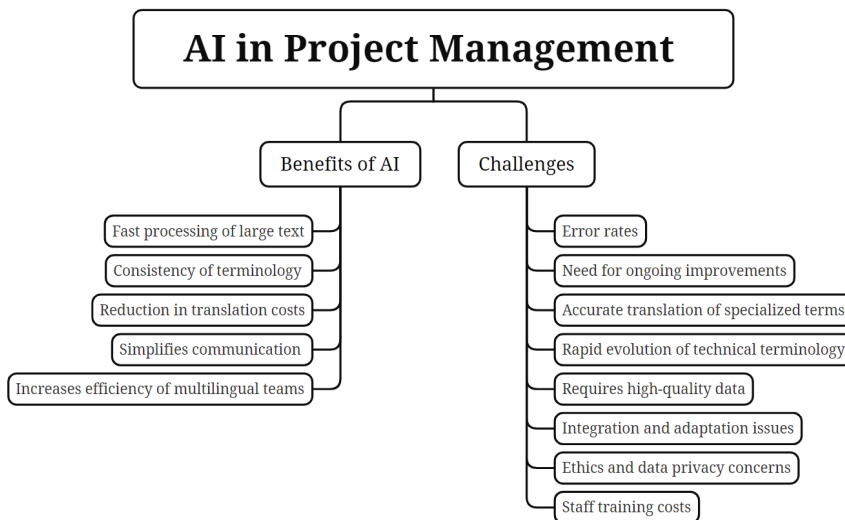 AI in Project Management
Benefits of AI
Challenges
Fast processing of large text
Consistency of terminology
Reduction in translation costs
Simplifies communication
Increases efficiency of multilingual teams
Error rates
Need for ongoing improvements
Accurate translation of specialized terms
Rapid evolution of technical terminology
Requires high-quality data
Integration and adaptation issues
Ethics and data privacy concerns
Staff training costs